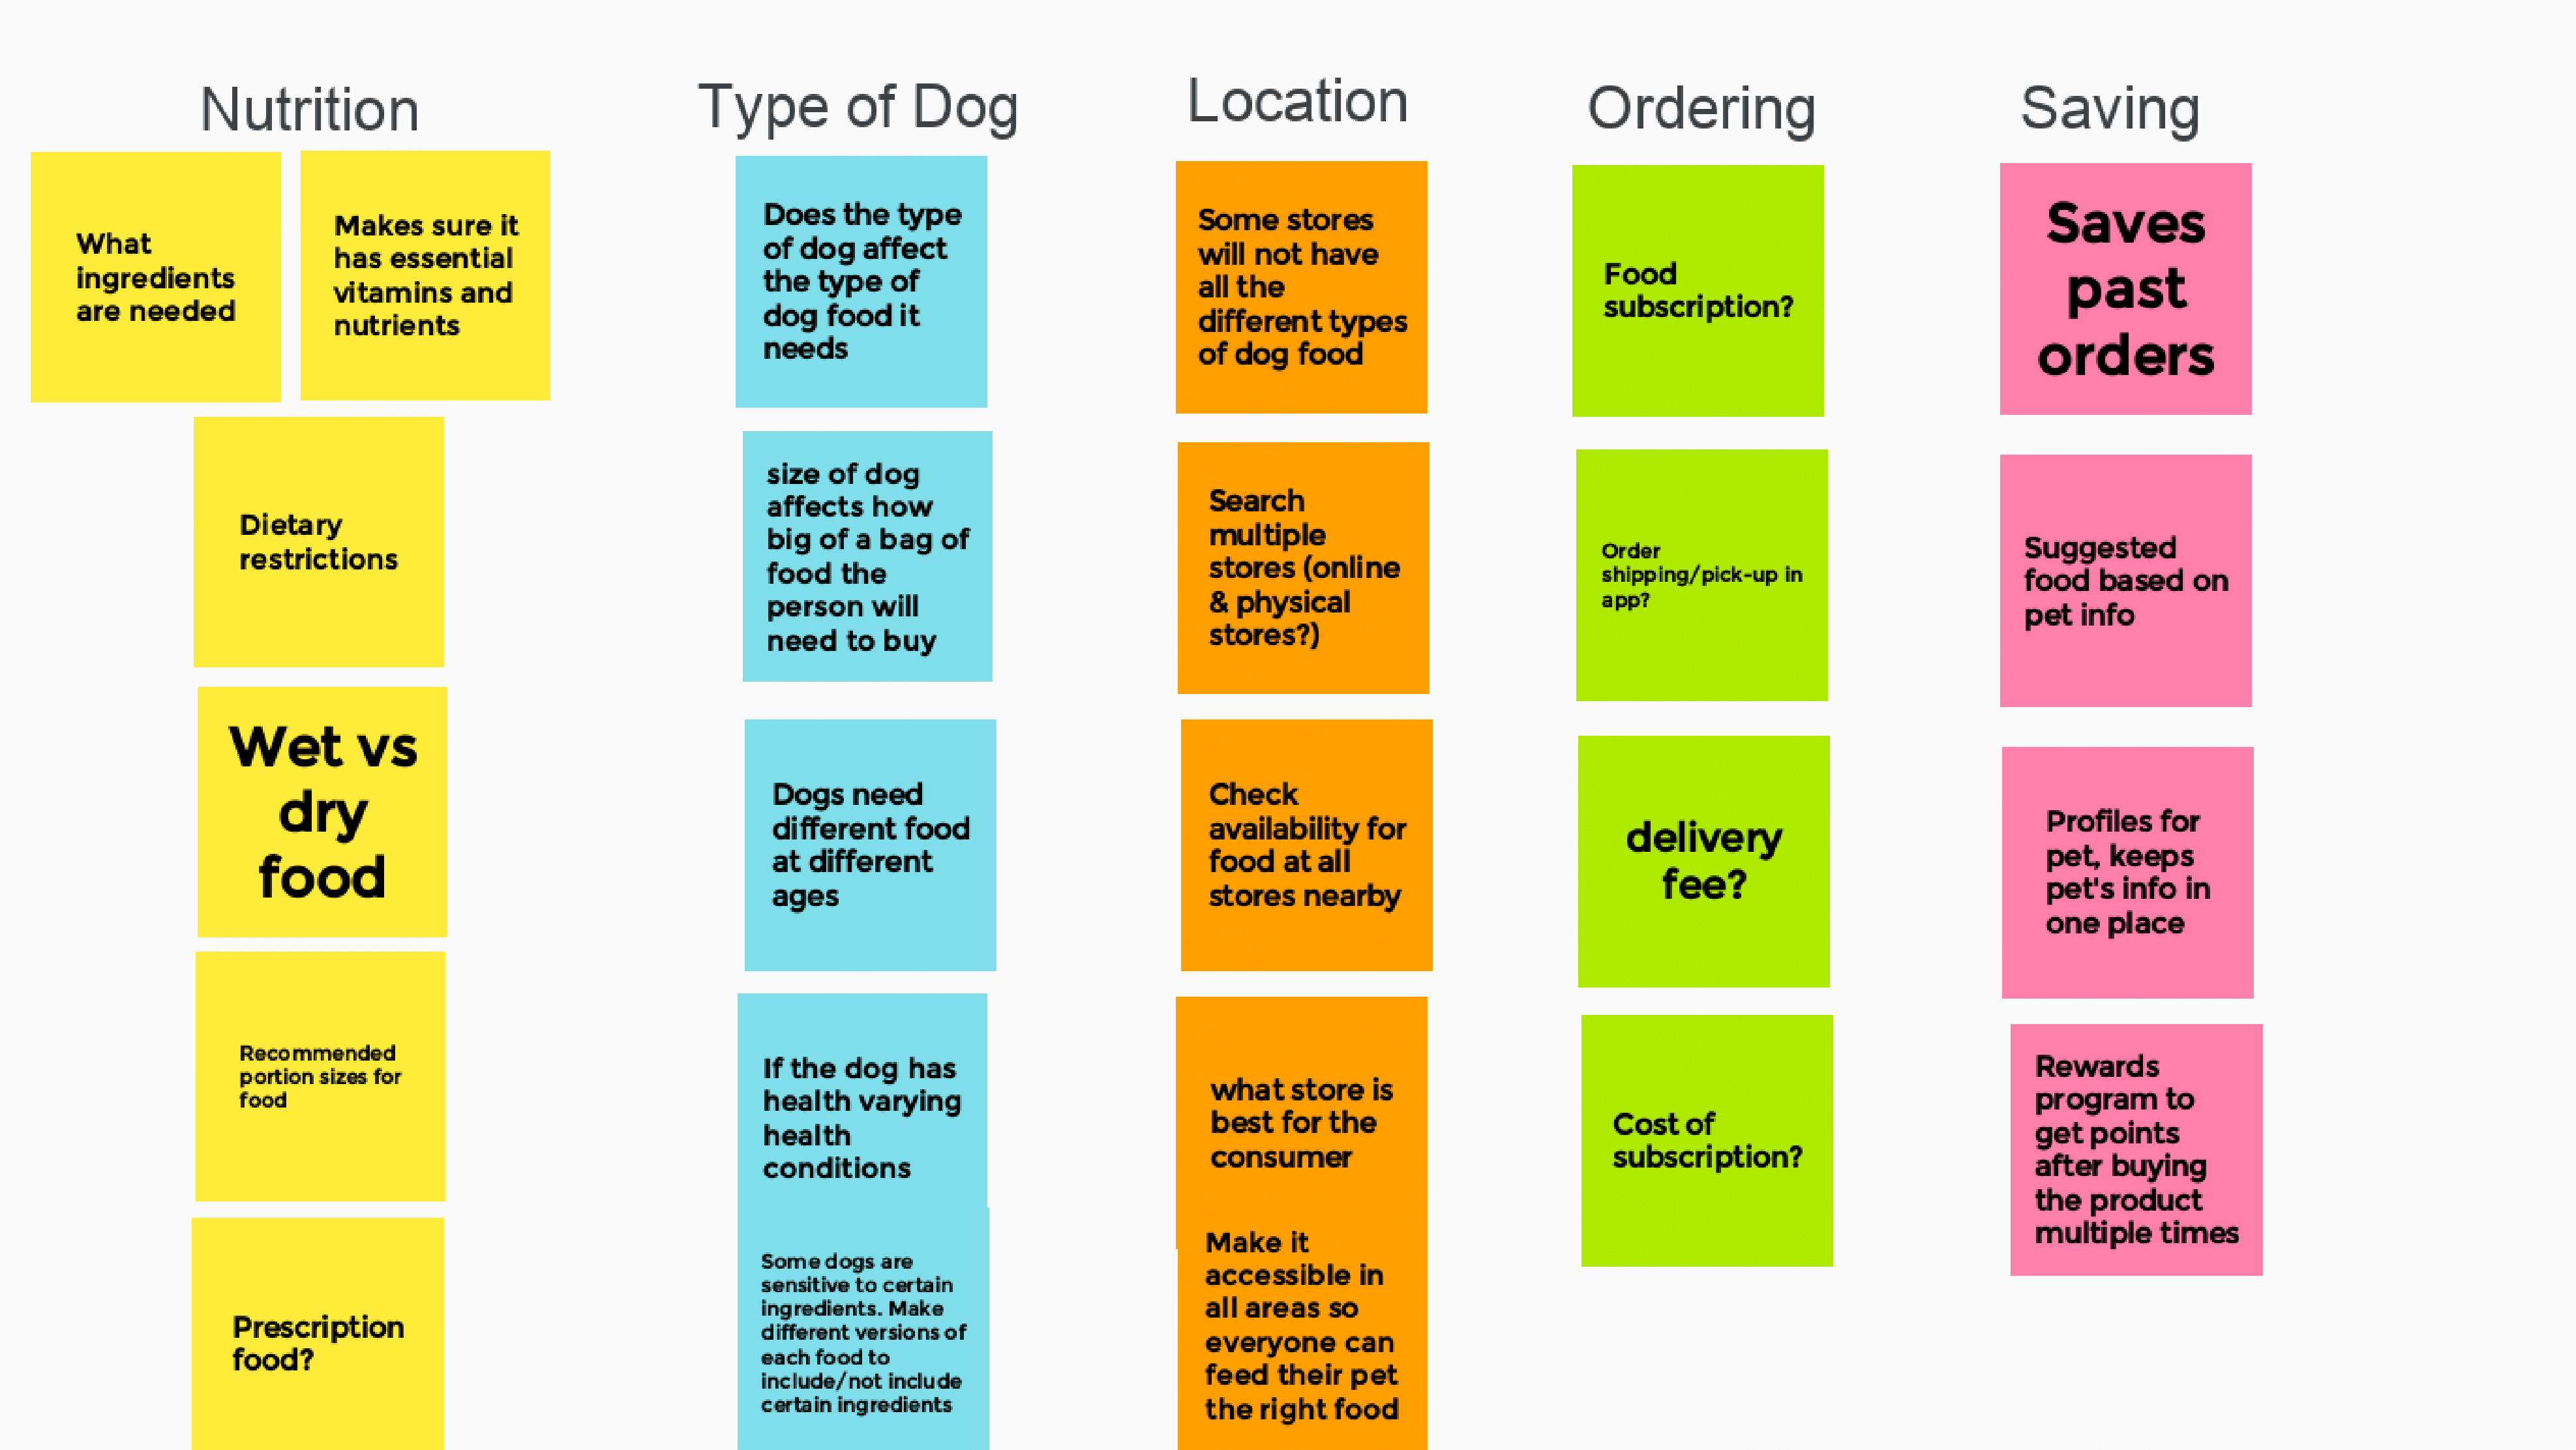 Nutrition
What
ingredients
are needed
Makes sure it
has essential
vitamins and
nutrients
Dietary
restrictions
Wet vs
dry
food
Recommended
portion sizes for
food
Prescription
food?
Type of Dog
Does the type
of dog affect
the type of
dog food it
needs
size of dog
affects how
big of a bag of
food the
person will
need to buy
Dogs need
different food
at different
ages
If the dog has
health varying
health
conditions
Some dogs are
sensitive to certain
ingredients. Make
different versions of
each food to
include/not include
certain ingredients
Location
Some stores
will not have
all the
different types
of dog food
Search
multiple
stores (online
& physical
stores?)
Check
availability for
food at all
stores nearby
what store is
best for the
consumer
Make it
accessible in
all areas so
everyone can
feed their pet
the right food
Ordering
Food
subscription?
Order
shipping/pick-up in
app?
delivery
fee?
Cost of
subscription?
Saving
Saves
past
orders
Suggested
food based on
pet info
Profiles for
pet, keeps
pet's info in
one place
Rewards
program to
get points
after buying
the product
multiple times